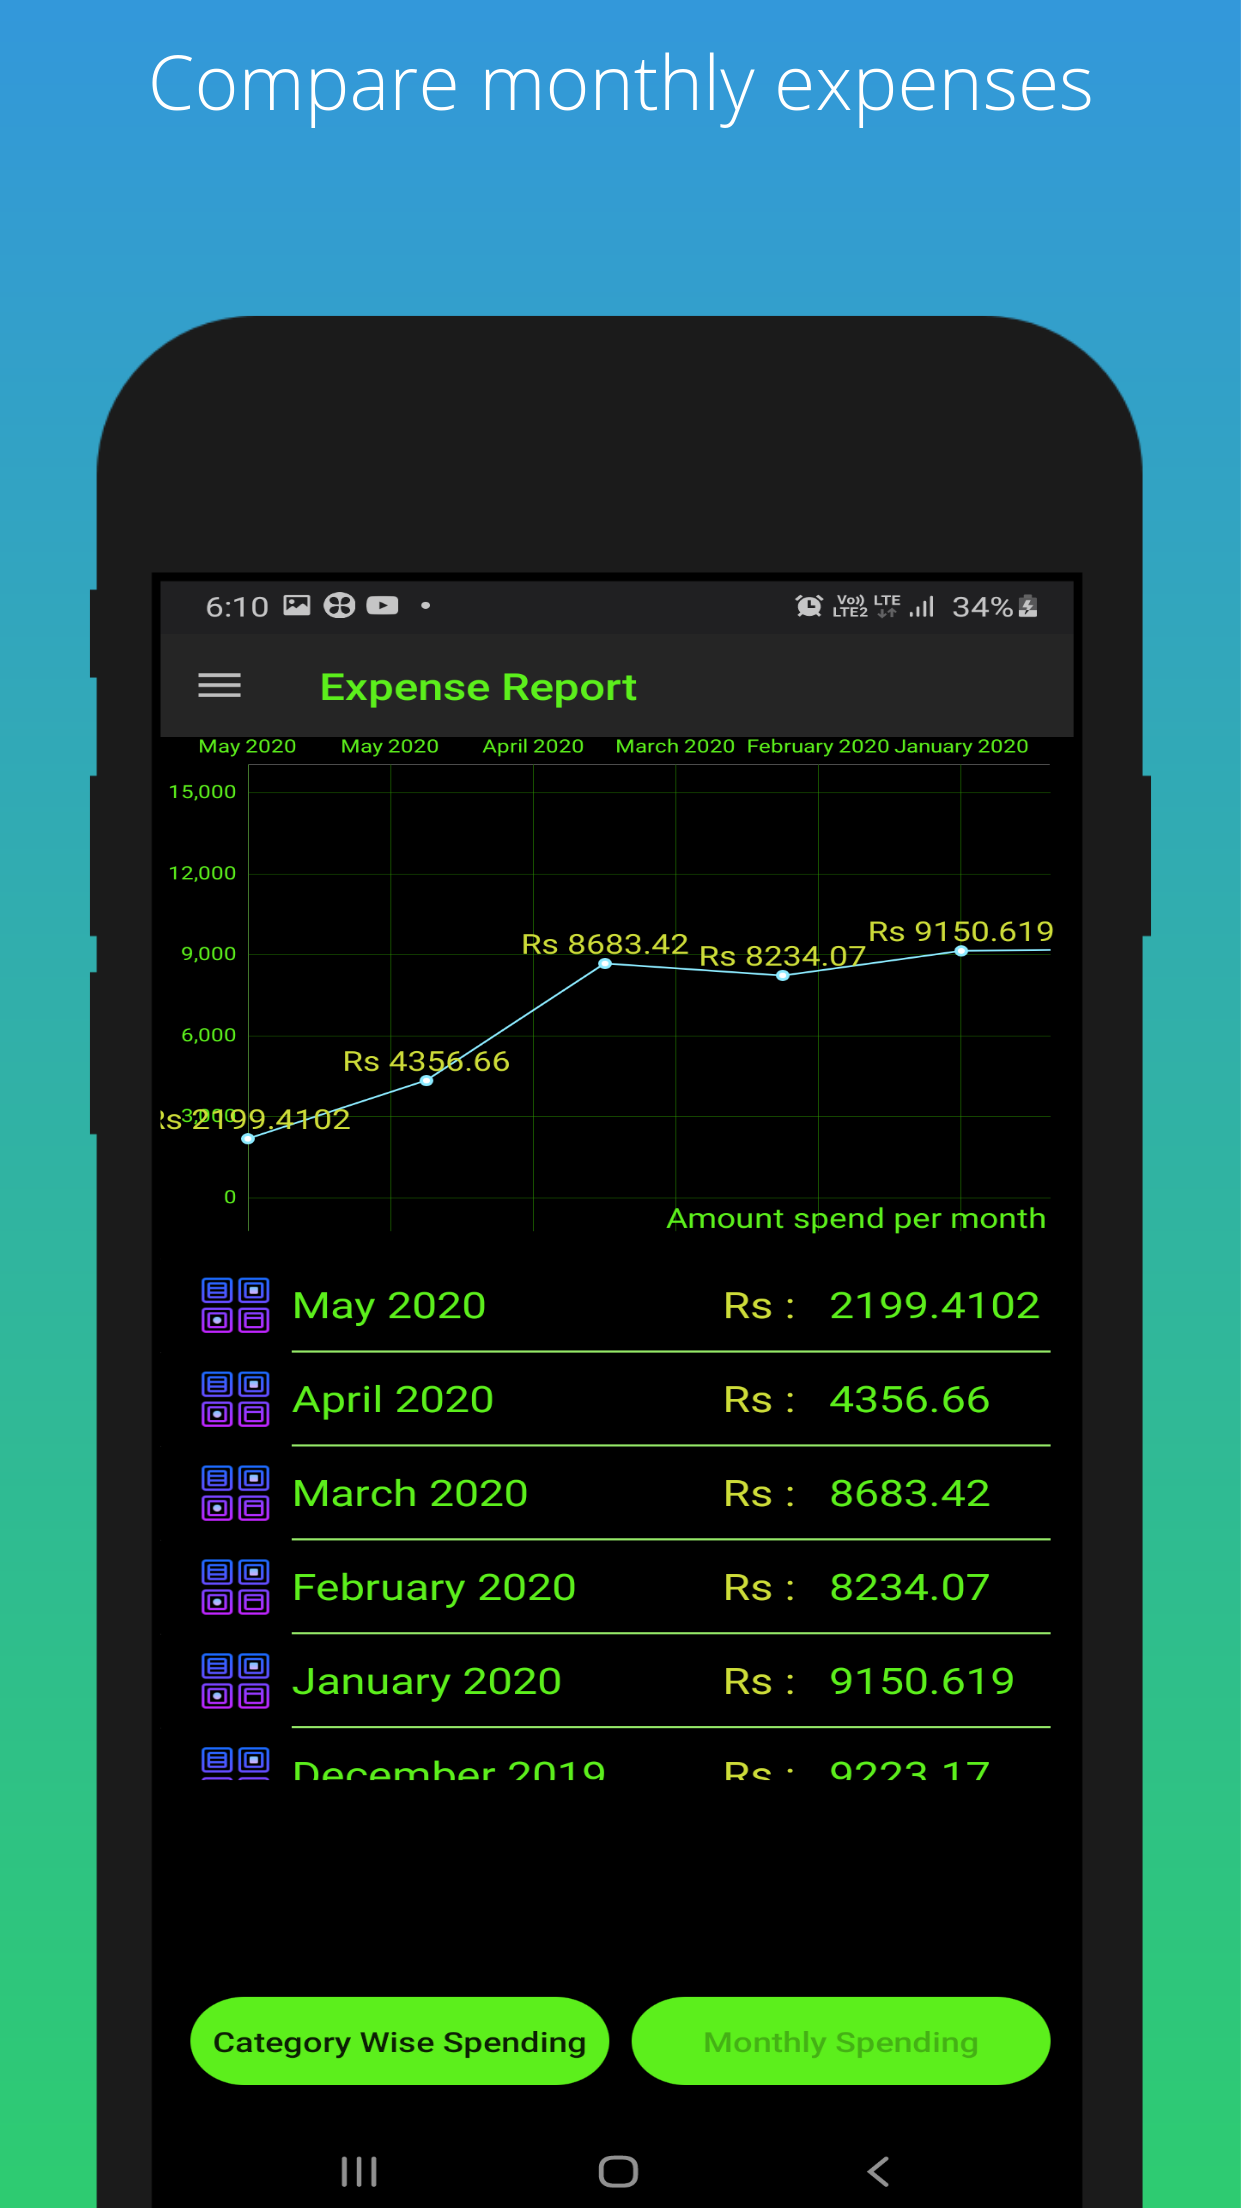 Compare monthly expenses
6:10 Vo)) LTE2 LTE 34%
Expense Report
May 2020 May 2020 April 2020 March 2020 February 2020 January 2020
15,000
12,000
9,000
6,000
3,000
0
Rs 9150.619
Rs 8683.42
Rs 8234.07
Rs 4356.66
Rs 2199.4102
Amount spend per month
May 2020 Rs : 2199.4102
April 2020 Rs : 4356.66
March 2020 Rs : 8683.42
February 2020 Rs : 8234.07
January 2020 Rs : 9150.619
December 2019 Rs : 9223.17
Category Wise Spending Monthly Spending